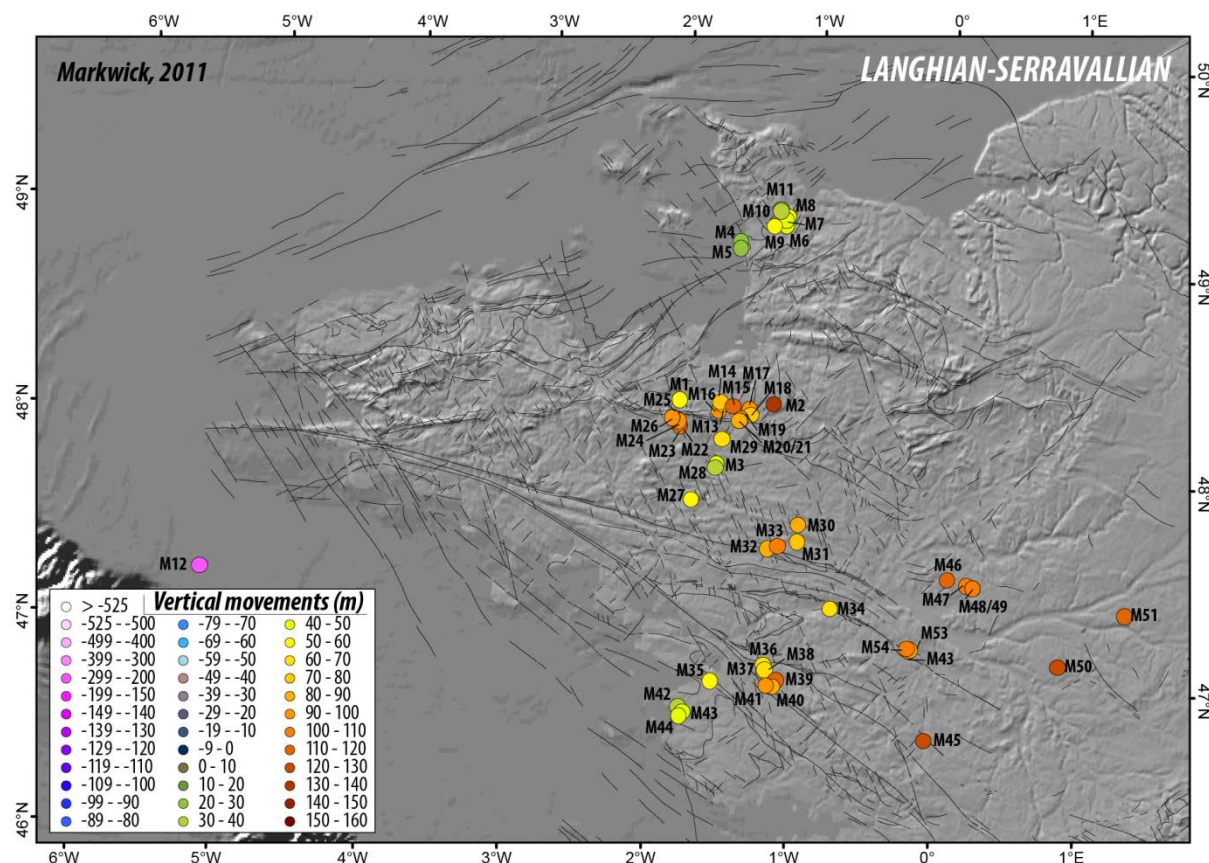 6°W 5°W 4°W 3°W 2°W 1°W 0° 1°E
Markwick, 2011
LANGHIAN-SERRAVALLIAN
50°N
49°N
49°N
48°N
48°N
47°N
47°N
46°N
M11
M10 M8
M7
M4 M9 M6
M5
M14 M17
M1 M16 M15 M18
M25 M2
M26 M13 M19
M24 M23 M22 M29 M20/21
M28 M3
M27
M33 M30
M32 M31
M12
M46
M47 M48/49
M34 M51
M53
M54 M43
M36 M38
M35 M37 M39 M50
M42 M41 M40
M44 M43
M45
Vertical movements (m)
> -525 -79 - -70 40 - 50
-525 - -500 -69 - -60 50 - 60
-499 - -400 -59 - -50 60 - 70
-399 - -300 -49 - -40 70 - 80
-299 - -200 -39 - -30 80 - 90
-199 - -150 -29 - -20 90 - 100
-149 - -140 -19 - -10 100 - 110
-139 - -130 -9 - 0 110 - 120
-129 - -120 0 - 10 120 - 130
-119 - -110 10 - 20 130 - 140
-109 - -100 20 - 30 140 - 150
-99 - -90 30 - 40 150 - 160
-89 - -80
6°W 5°W 4°W 3°W 2°W 1°W 0° 1°E